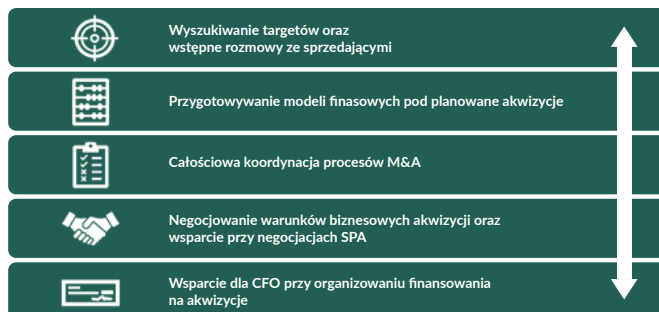 Wyszukiwanie targetów oraz
wstępne rozmowy ze sprzedającymi
Przygotowywanie modeli finasowych pod planowane akwizycje
Całościowa koordynacja procesów M&A
Negocjowanie warunków biznesowych akwizycji oraz
wsparcie przy negocjacjach SPA
Wsparcie dla CFO przy organizowaniu finansowania
na akwizycje